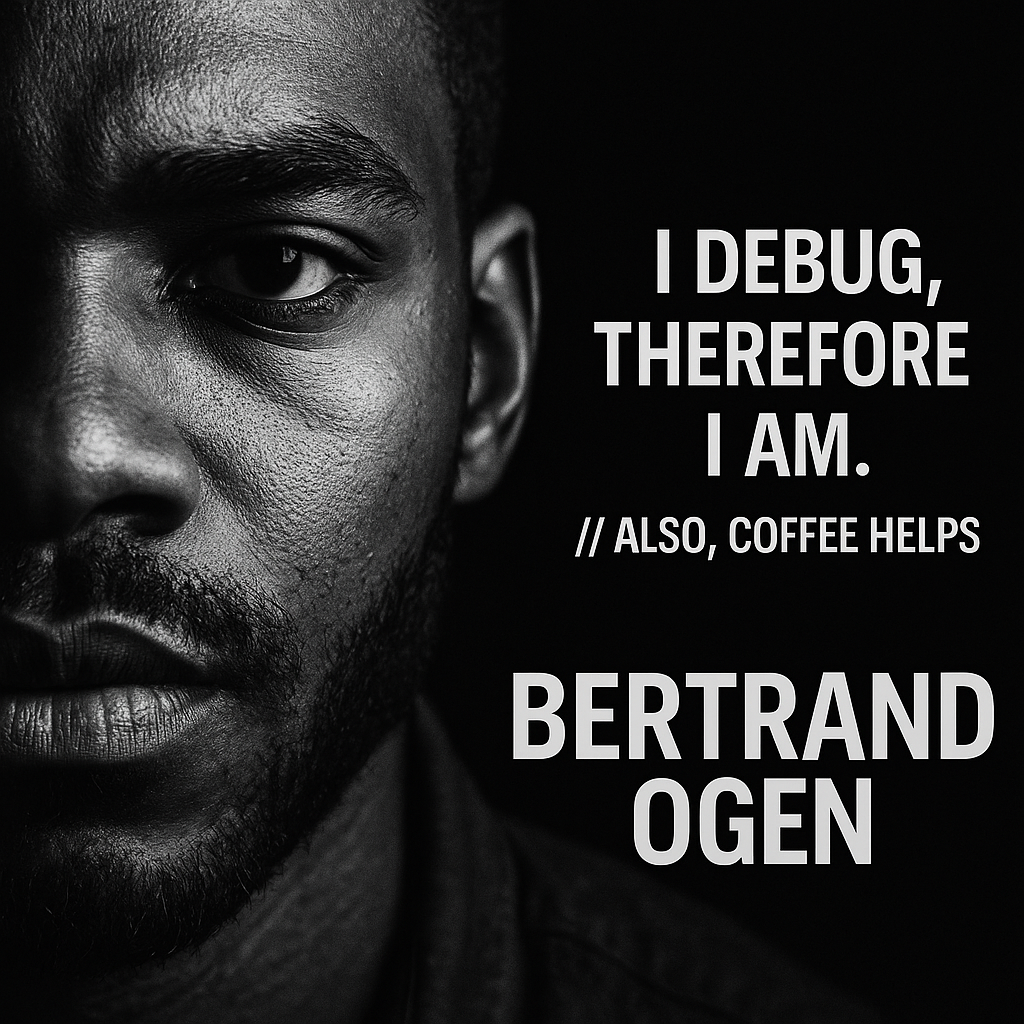 I DEBUG,
THEREFORE
I AM.
// ALSO, COFFEE HELPS
BERTRAND
OGEN